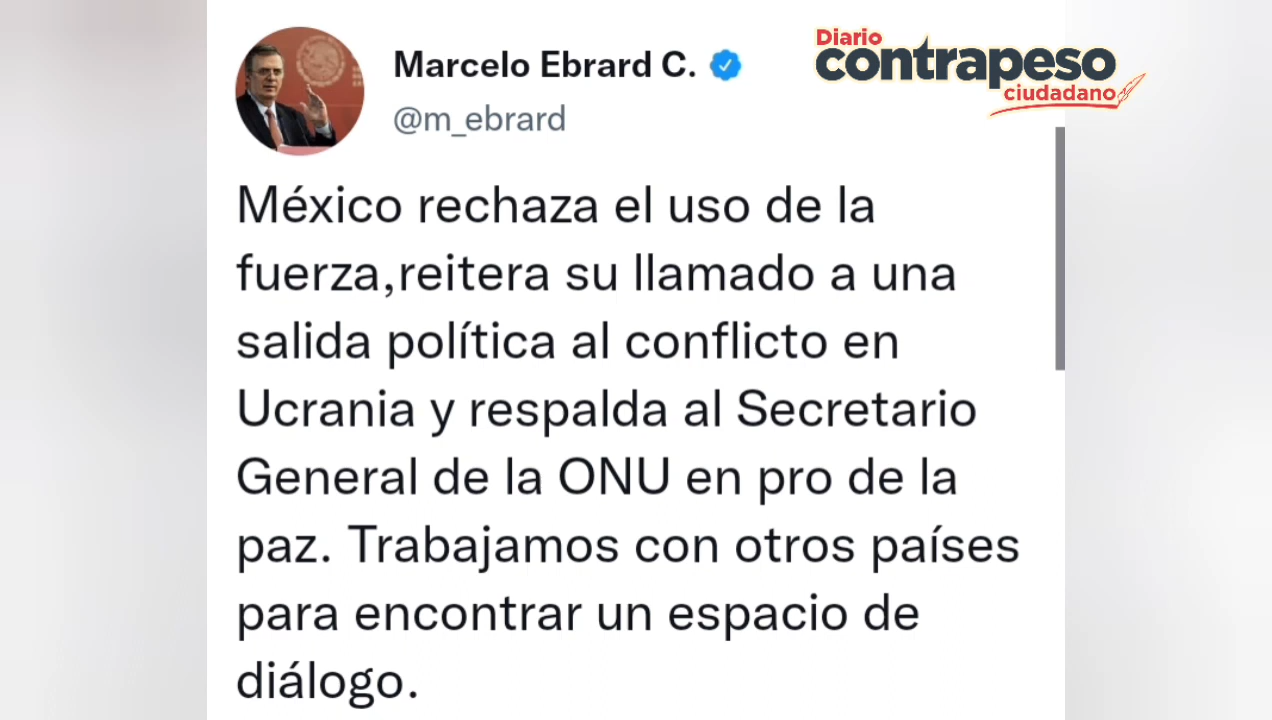 Marcelo Ebrard C.
@m_ebrard
Diario
contrapeso
ciudadano
México rechaza el uso de la
fuerza,reitera su llamado a una
salida política al conflicto en
Ucrania y respalda al Secretario
General de la ONU en pro de la
paz. Trabajamos con otros países
para encontrar un espacio de
diálogo.